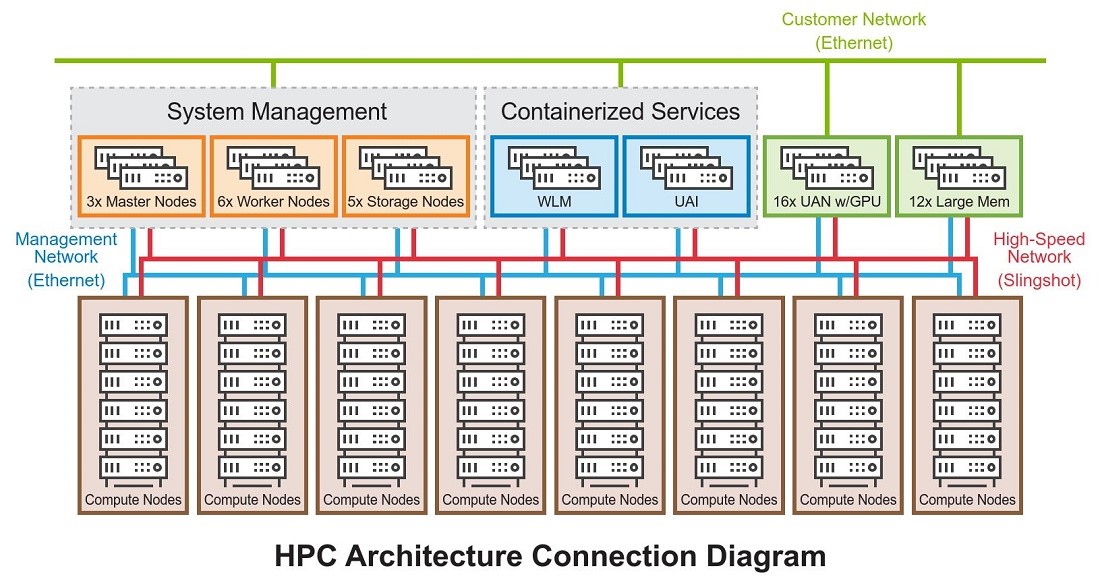 Customer Network
(Ethernet)
System Management
Containerized Services
3x Master Nodes
6x Worker Nodes
5x Storage Nodes
WLM
UAI
16x UAN w/GPU
12x Large Mem
Management
Network
(Ethernet)
High-Speed
Network
(Slingshot)
Compute Nodes
Compute Nodes
Compute Nodes
Compute Nodes
Compute Nodes
Compute Nodes
Compute Nodes
Compute Nodes
HPC Architecture Connection Diagram